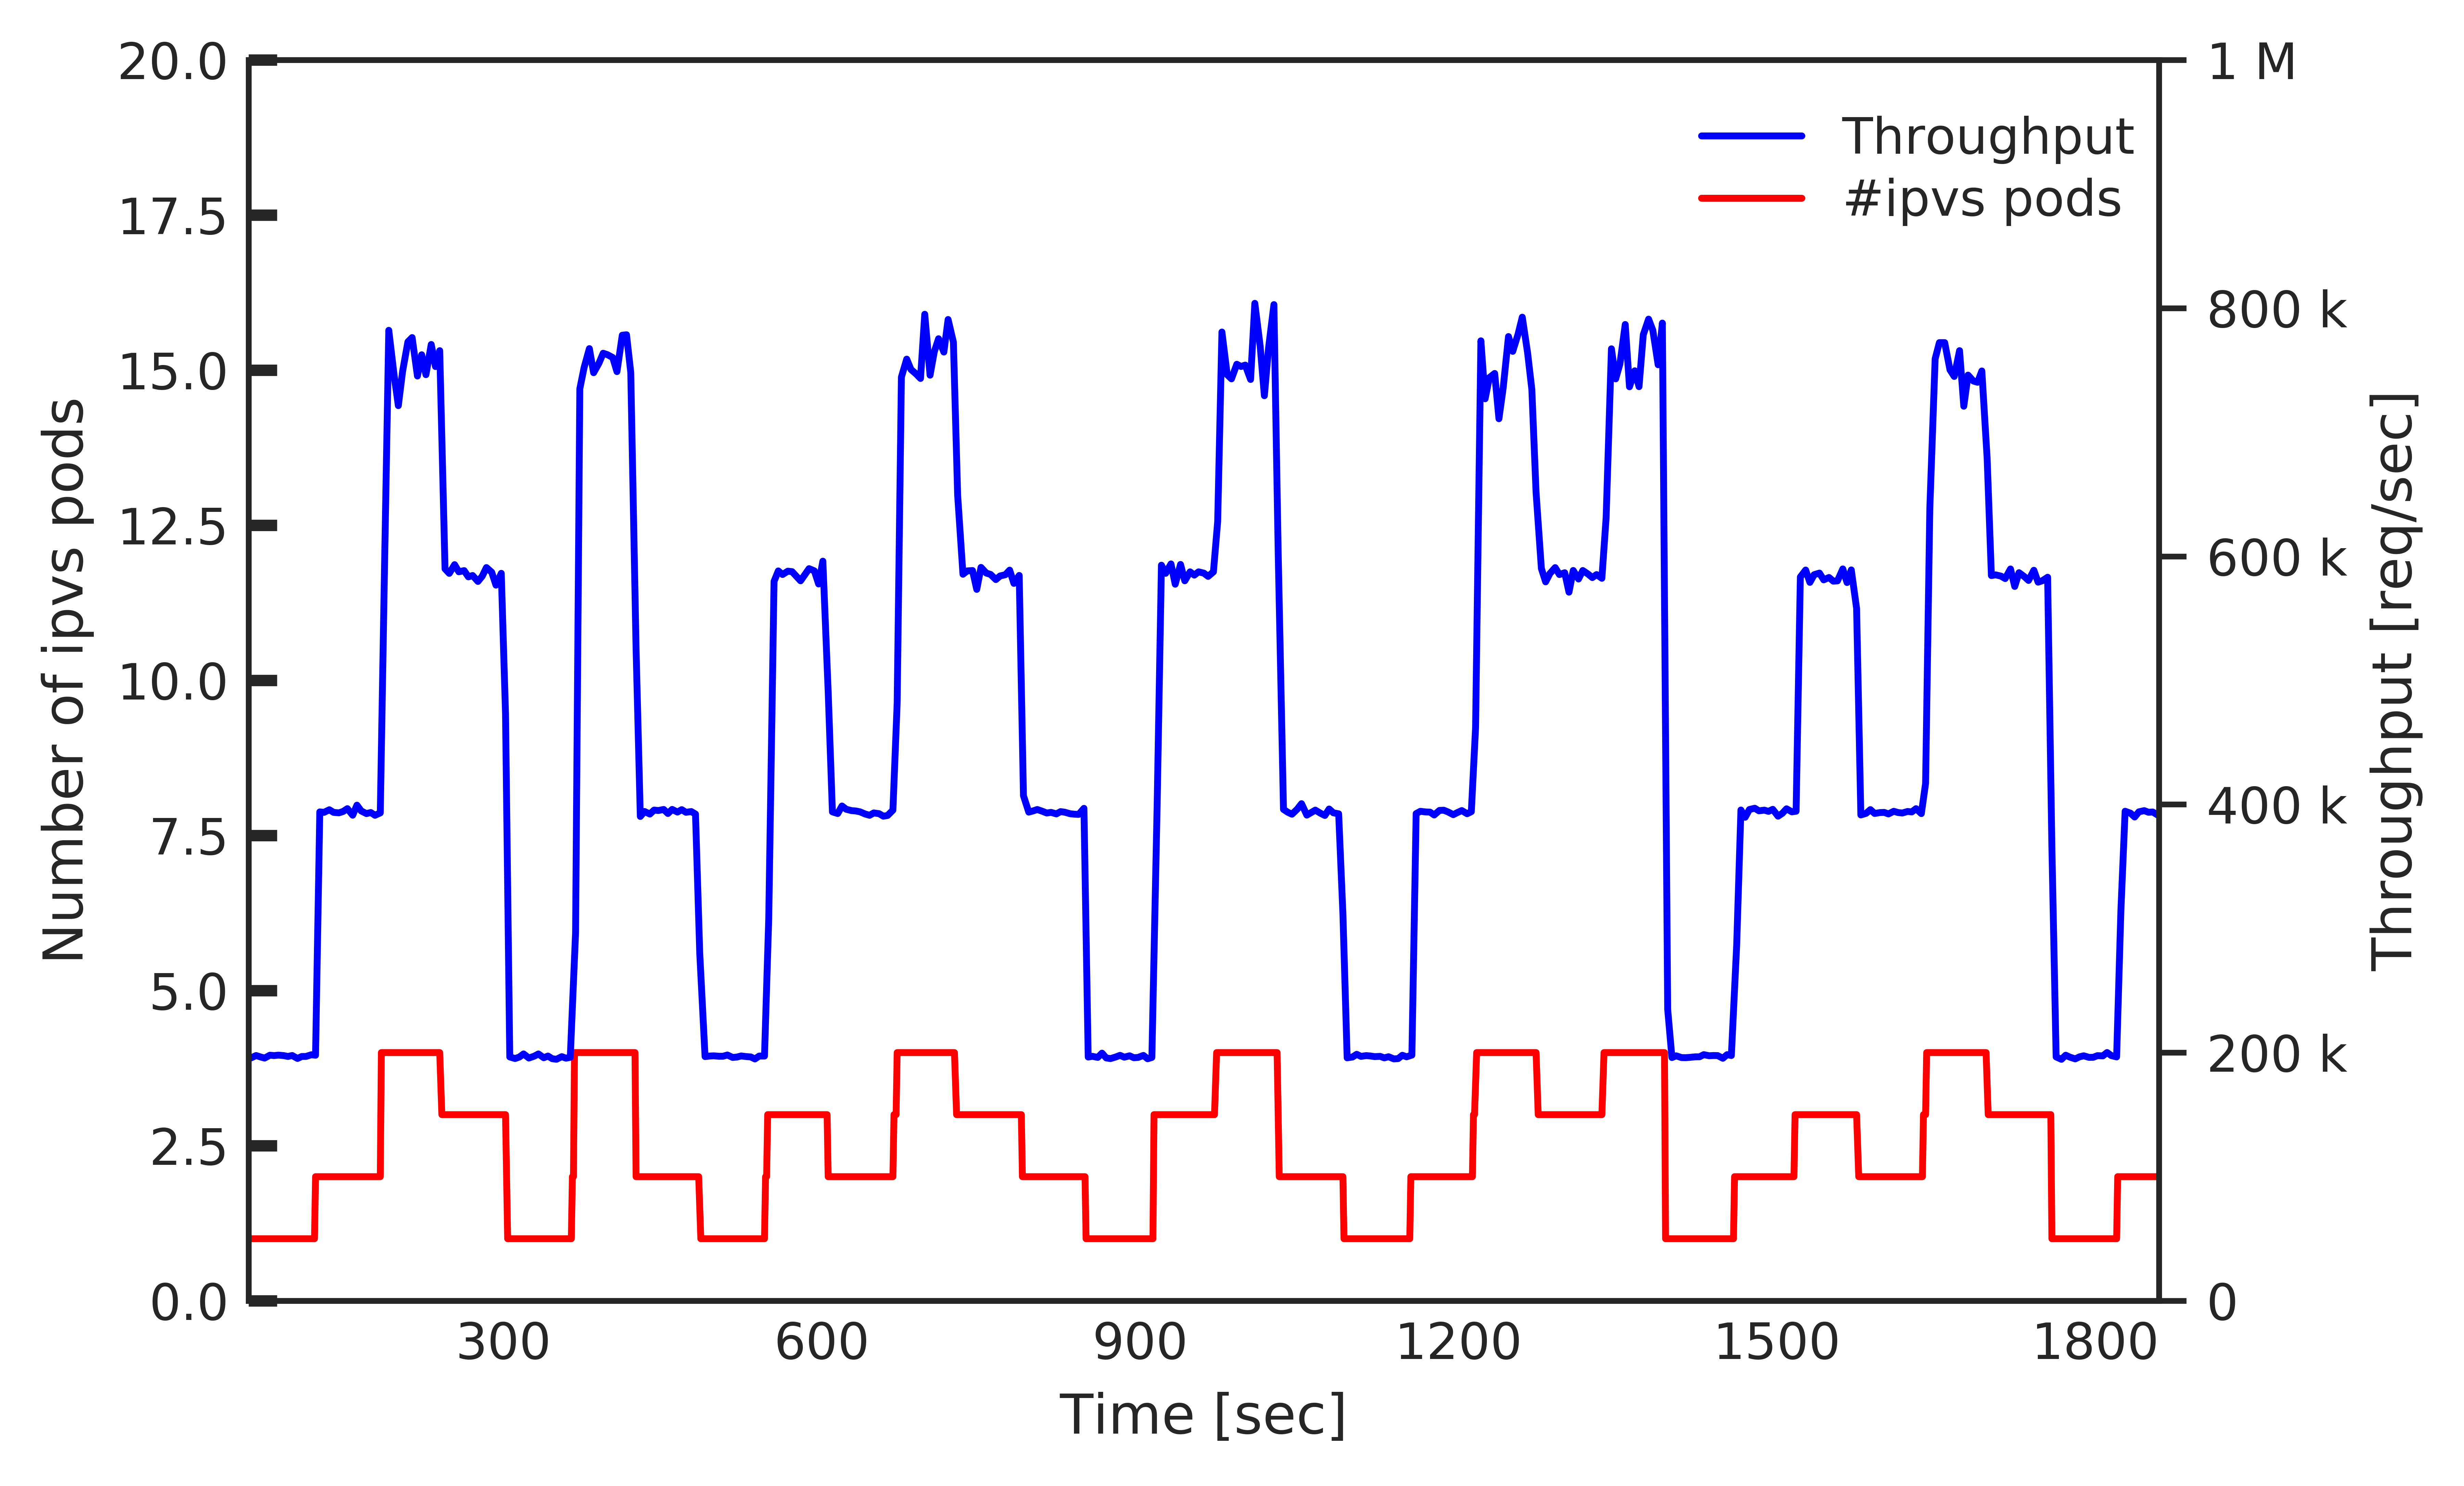 20.0
17.5
15.0
12.5
10.0
7.5
5.0
2.5
0.0
Number of ipvs pods
Throughput
#ipvs pods
1 M
800 k
600 k
400 k
200 k
0
Throughput [req/sec]
300 600 900 1200 1500 1800
Time [sec]